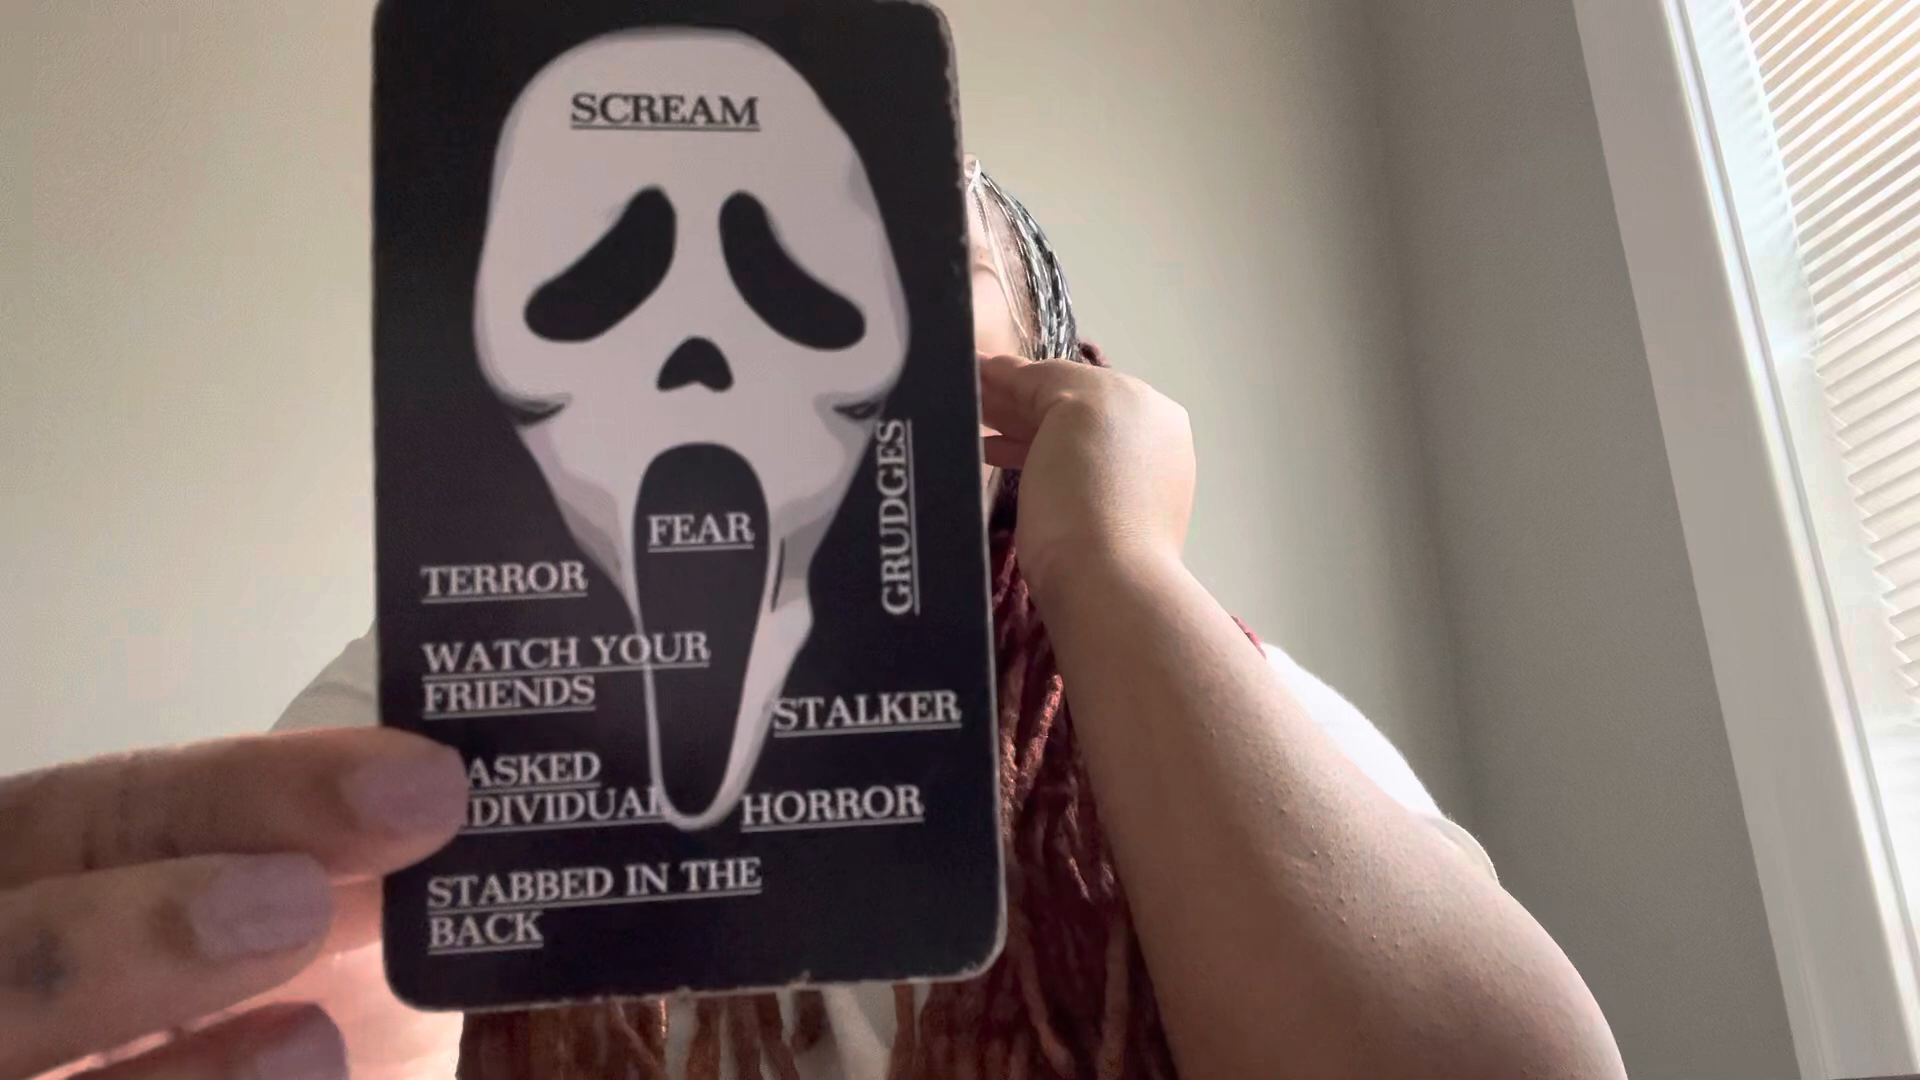 SCREAM
FEAR
GRUDGES
TERROR
WATCH YOUR
FRIENDS
STALKER
ASKED
DIVIDUAL
HORROR
STABBED IN THE
BACK